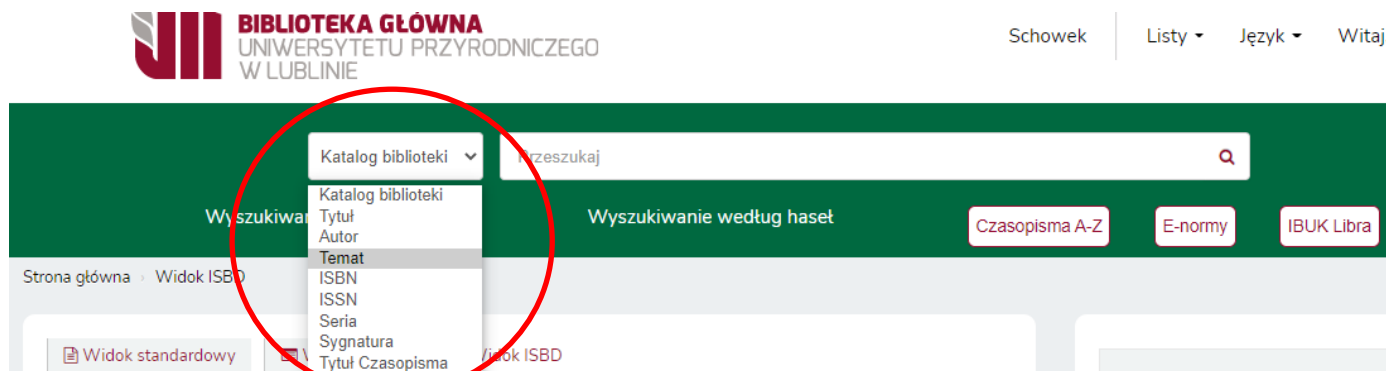 BIBLIOTEKA GŁÓWNA
UNIWERSYTETU PRZYRODNICZEGO
W LUBLINIE
Schowek Listy Język Witaj
Katalog biblioteki Przeszukaj
Katalog biblioteki
Tytuł
Autor
Temat
ISBN
ISSN
Seria
Sygnatura
Tytuł Czasopisma
Wyszukiwanie według haseł Czasopisma A-Z E-normy IBUK Libra
Strona główna Widok ISBD
Widok standardowy Widok ISBD